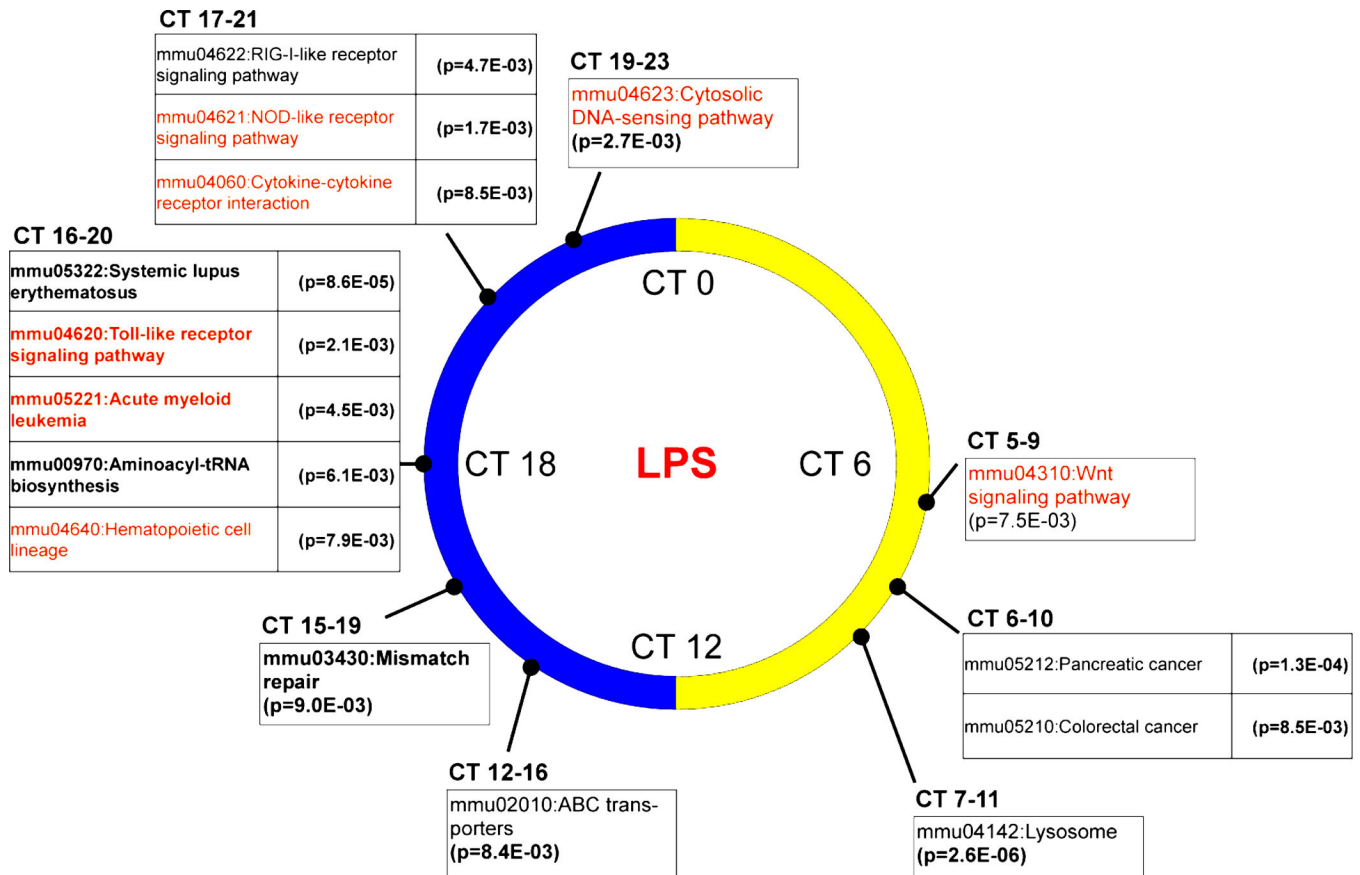 CT 17-21
mmu04622:RIG-I-like receptor
signaling pathway
(p=4.7E-03)
mmu04621:NOD-like receptor
signaling pathway
(p=1.7E-03)
mmu04060:Cytokine-cytokine
receptor interaction
(p=8.5E-03)
CT 19-23
mmu04623:Cytosolic
DNA-sensing pathway
(p=2.7E-03)
CT 16-20
mmu05322:Systemic lupus
erythematosus
(p=8.6E-05)
mmu04620:Toll-like receptor
signaling pathway
(p=2.1E-03)
mmu05221:Acute myeloid
leukemia
(p=4.5E-03)
mmu00970:Aminoacyl-tRNA
biosynthesis
(p=6.1E-03)
mmu04640:Hematopoietic cell
lineage
(p=7.9E-03)
CT 0
CT 18
LPS
CT 6
CT 12
CT 5-9
mmu04310:Wnt
signaling pathway
(p=7.5E-03)
CT 6-10
mmu05212:Pancreatic cancer
(p=1.3E-04)
mmu05210:Colorectal cancer
(p=8.5E-03)
CT 15-19
mmu03430:Mismatch
repair
(p=9.0E-03)
CT 12-16
mmu02010:ABC trans-
porters
(p=8.4E-03)
CT 7-11
mmu04142:Lysosome
(p=2.6E-06)